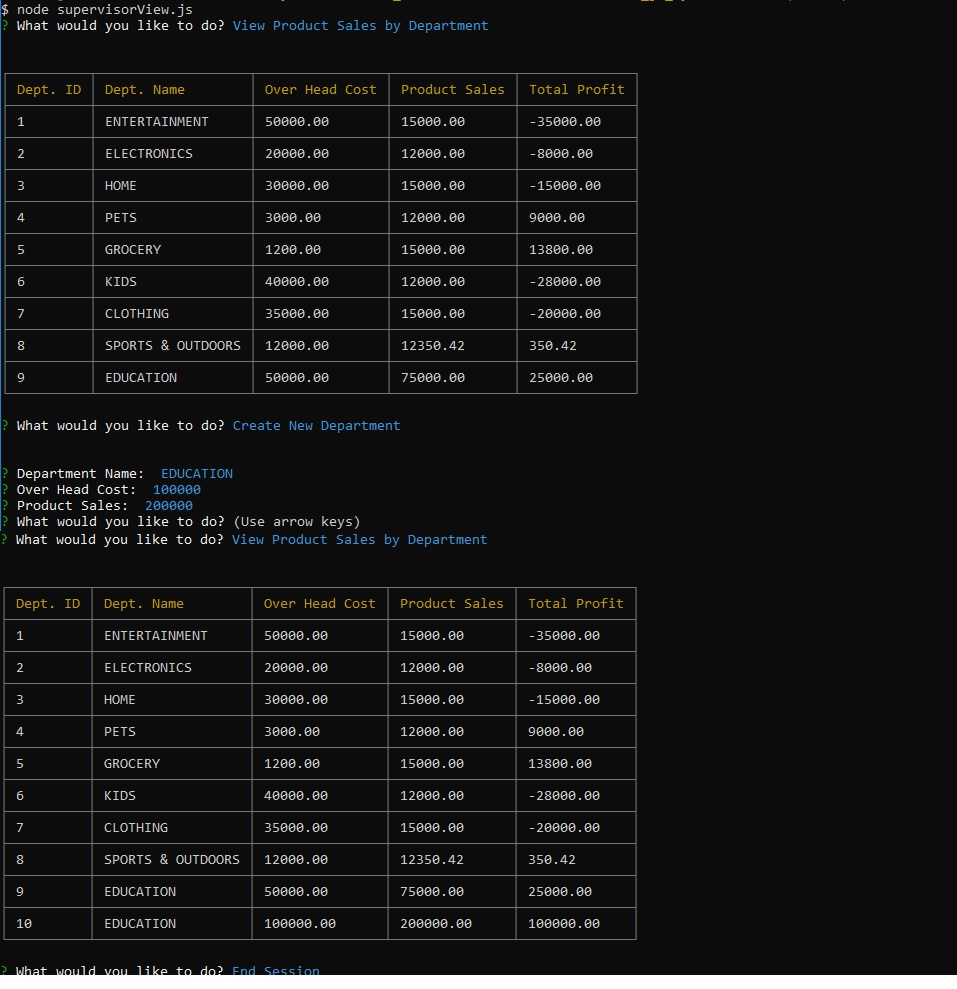 $ node supervisorView.js
? What would you like to do? View Product Sales by Department
Dept. ID Dept. Name Over Head Cost Product Sales Total Profit
1 ENTERTAINMENT 50000.00 15000.00 -35000.00
2 ELECTRONICS 20000.00 12000.00 -8000.00
3 HOME 30000.00 15000.00 -15000.00
4 PETS 3000.00 12000.00 9000.00
5 GROCERY 1200.00 15000.00 13800.00
6 KIDS 40000.00 12000.00 -28000.00
7 CLOTHING 35000.00 15000.00 -20000.00
8 SPORTS & OUTDOORS 12000.00 12350.42 350.42
9 EDUCATION 50000.00 75000.00 25000.00
? What would you like to do? Create New Department
? Department Name: EDUCATION
? Over Head Cost: 100000
? Product Sales: 200000
? What would you like to do? (Use arrow keys)
? What would you like to do? View Product Sales by Department
Dept. ID Dept. Name Over Head Cost Product Sales Total Profit
1 ENTERTAINMENT 50000.00 15000.00 -35000.00
2 ELECTRONICS 20000.00 12000.00 -8000.00
3 HOME 30000.00 15000.00 -15000.00
4 PETS 3000.00 12000.00 9000.00
5 GROCERY 1200.00 15000.00 13800.00
6 KIDS 40000.00 12000.00 -28000.00
7 CLOTHING 35000.00 15000.00 -20000.00
8 SPORTS & OUTDOORS 12000.00 12350.42 350.42
9 EDUCATION 50000.00 75000.00 25000.00
10 EDUCATION 100000.00 200000.00 100000.00
? What would you like to do? End Session